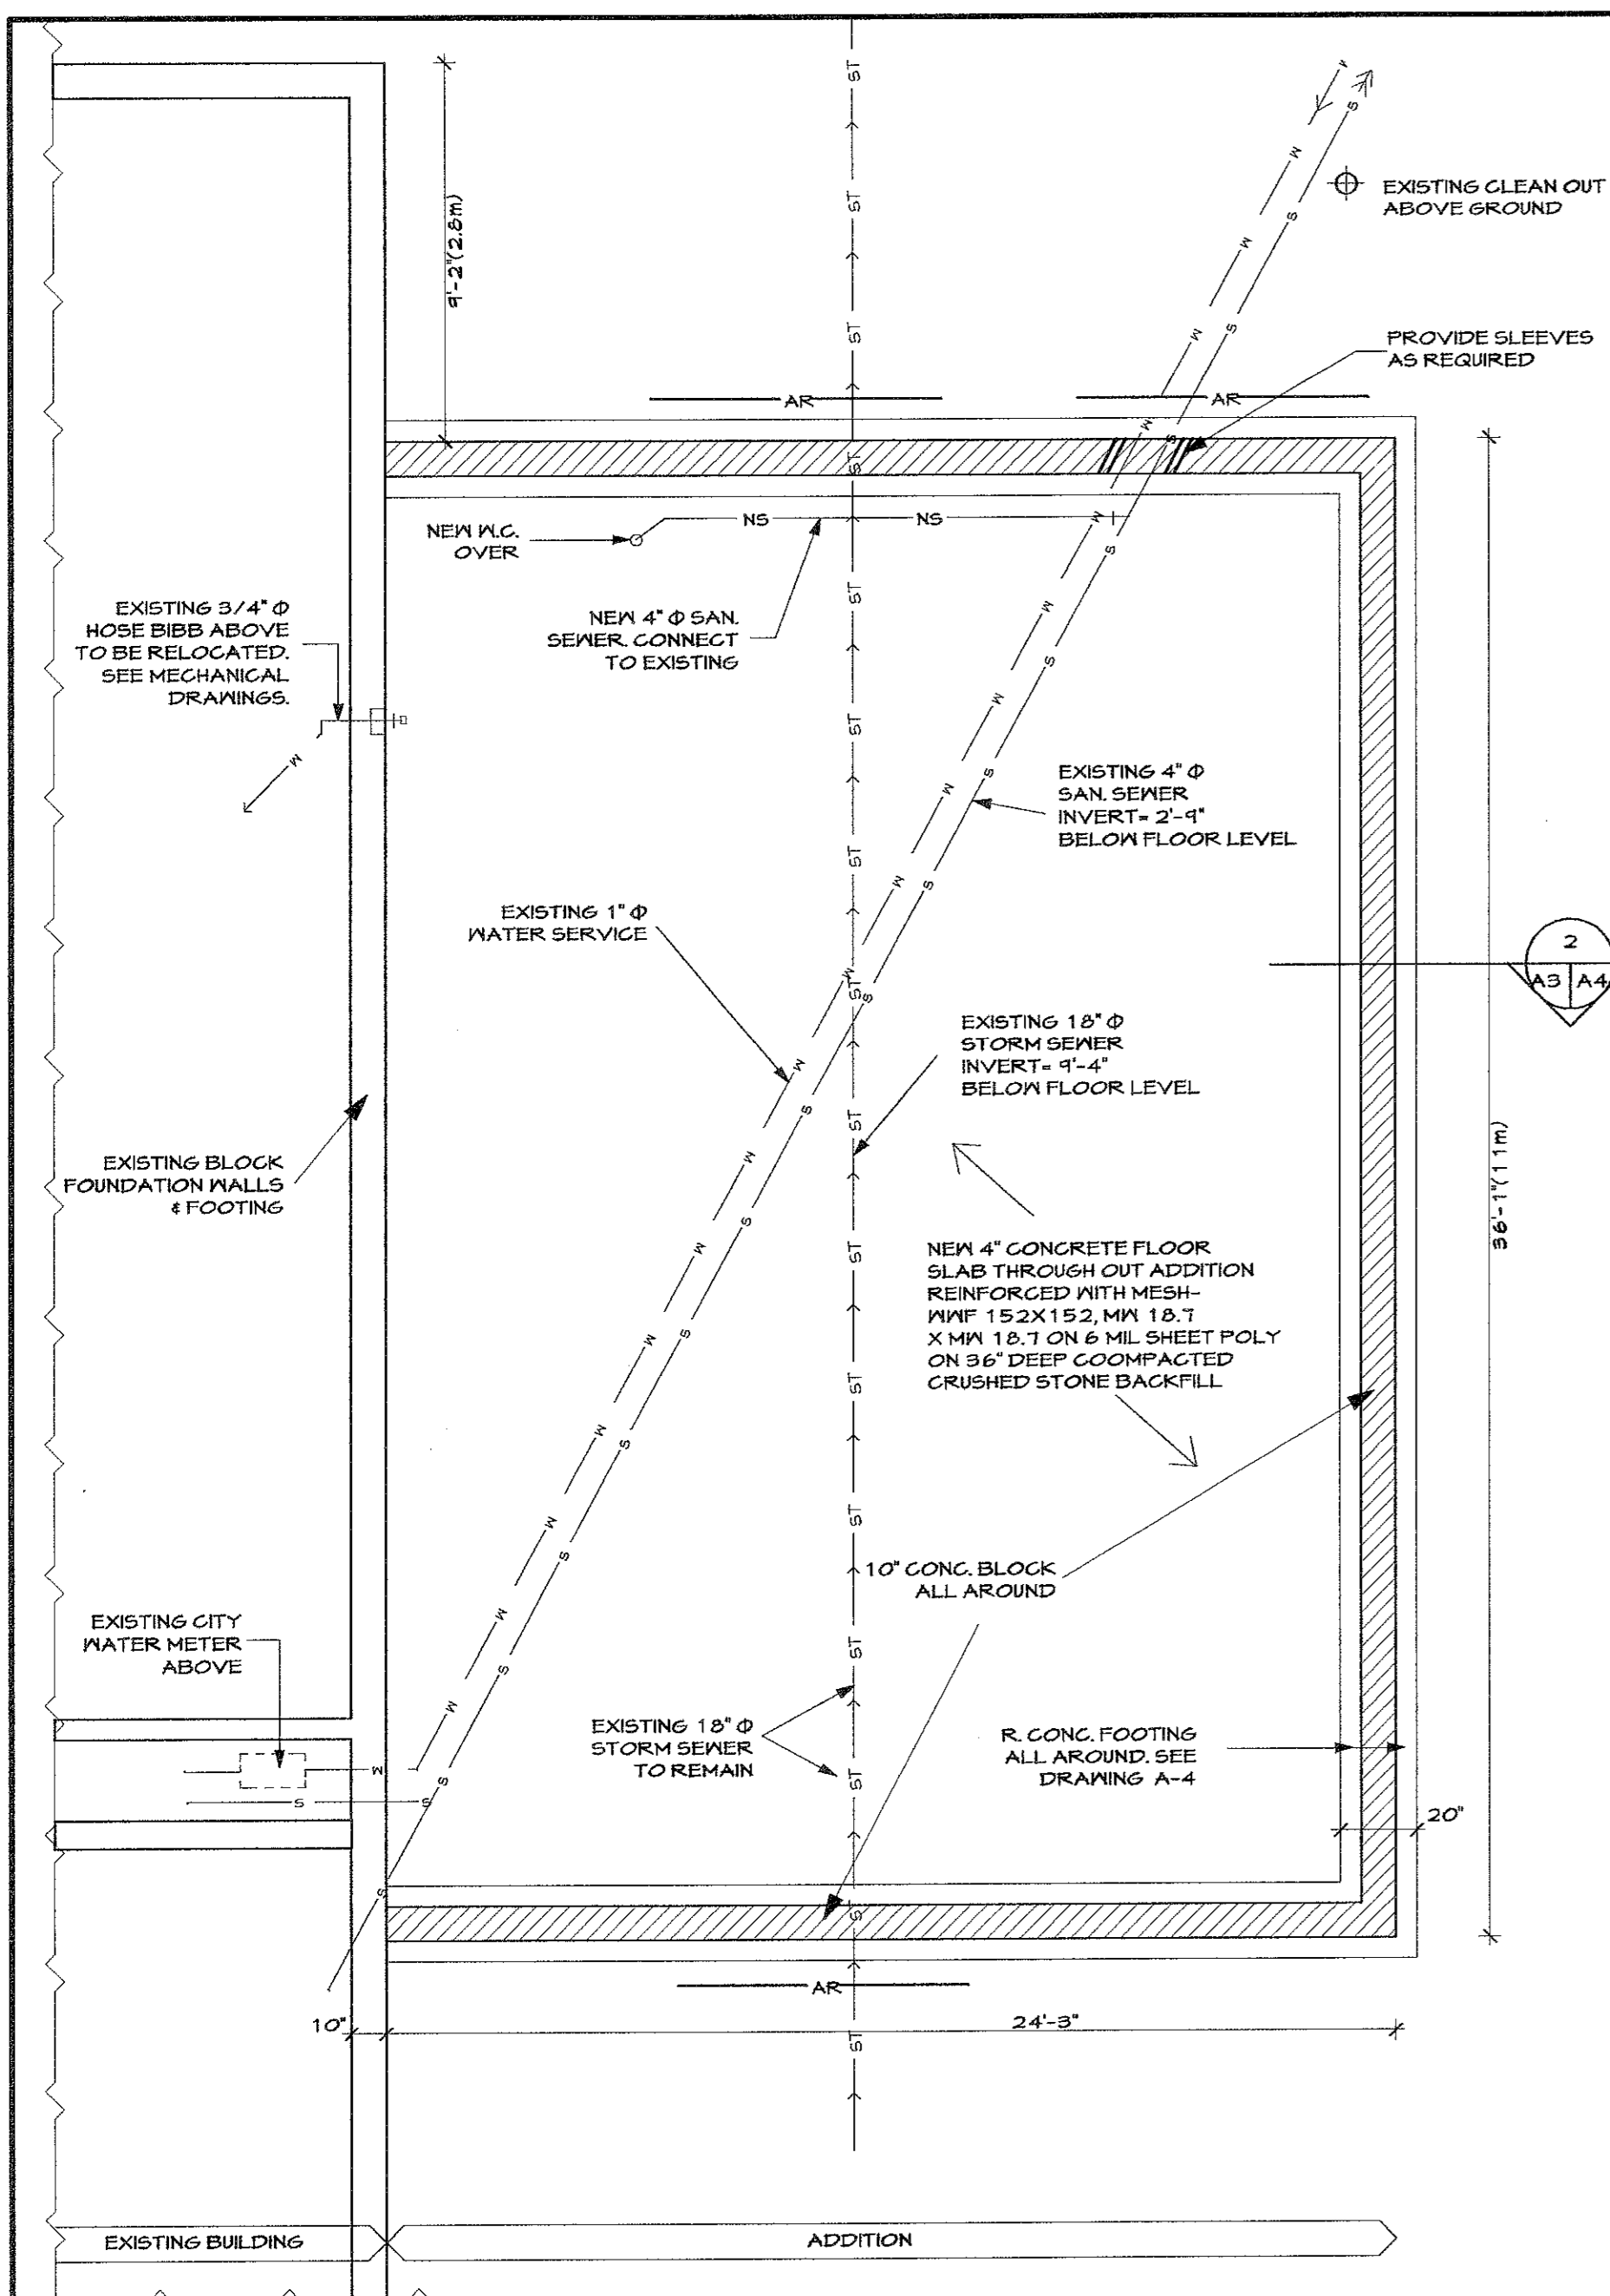 9'-2"(2.8m)
EXISTING CLEAN OUT
ABOVE GROUND
PROVIDE SLEEVES
AS REQUIRED
AR
AR
NEW W.C.
OVER
NS
NS
EXISTING 3/4" Φ
HOSE BIBB ABOVE
TO BE RELOCATED.
SEE MECHANICAL
DRAWINGS.
NEW 4" Φ SAN.
SEWER. CONNECT
TO EXISTING
EXISTING 4" Φ
SAN. SEWER
INVERT= 2'-9"
BELOW FLOOR LEVEL
EXISTING 1" Φ
WATER SERVICE
2
A3 A4
EXISTING 18" Φ
STORM SEWER
INVERT= 9'-4"
BELOW FLOOR LEVEL
EXISTING BLOCK
FOUNDATION WALLS
& FOOTING
36'-1"(11m)
NEW 4" CONCRETE FLOOR
SLAB THROUGH OUT ADDITION
REINFORCED WITH MESH-
WWF 152X152, MW 18.7
X MW 18.7 ON 6 MIL SHEET POLY
ON 36" DEEP COOMPACTED
CRUSHED STONE BACKFILL
10" CONC. BLOCK
ALL AROUND
EXISTING CITY
WATER METER
ABOVE
EXISTING 18" Φ
STORM SEWER
TO REMAIN
R. CONC. FOOTING
ALL AROUND. SEE
DRAWING A-4
W
S
S
20"
AR
10"
24'-3"
ST
EXISTING BUILDING
ADDITION